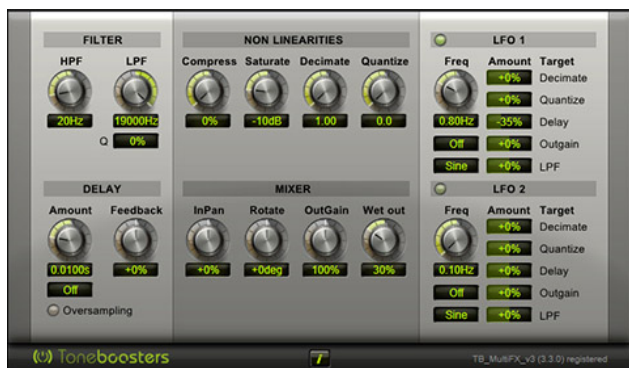 FILTER
HPF LPF
20Hz 19000Hz
Q 0%
NON LINEARITIES
Compress Saturate Decimate Quantize
0% -10dB 1.00 0.0
LFO 1
Freq Amount Target
+0% Decimate
+0% Quantize
0.80Hz -35% Delay
Off +0% Outgain
Sine +0% LPF
DELAY
Amount Feedback
0.0100s +0%
Off
Oversampling
MIXER
InPan Rotate OutGain Wet out
+0% +0deg 100% 30%
LFO 2
Freq Amount Target
+0% Decimate
+0% Quantize
0.10Hz +0% Delay
Off +0% Outgain
Sine +0% LPF
Toneboosters
TB_MultiFX_v3 (3.3.0) registered